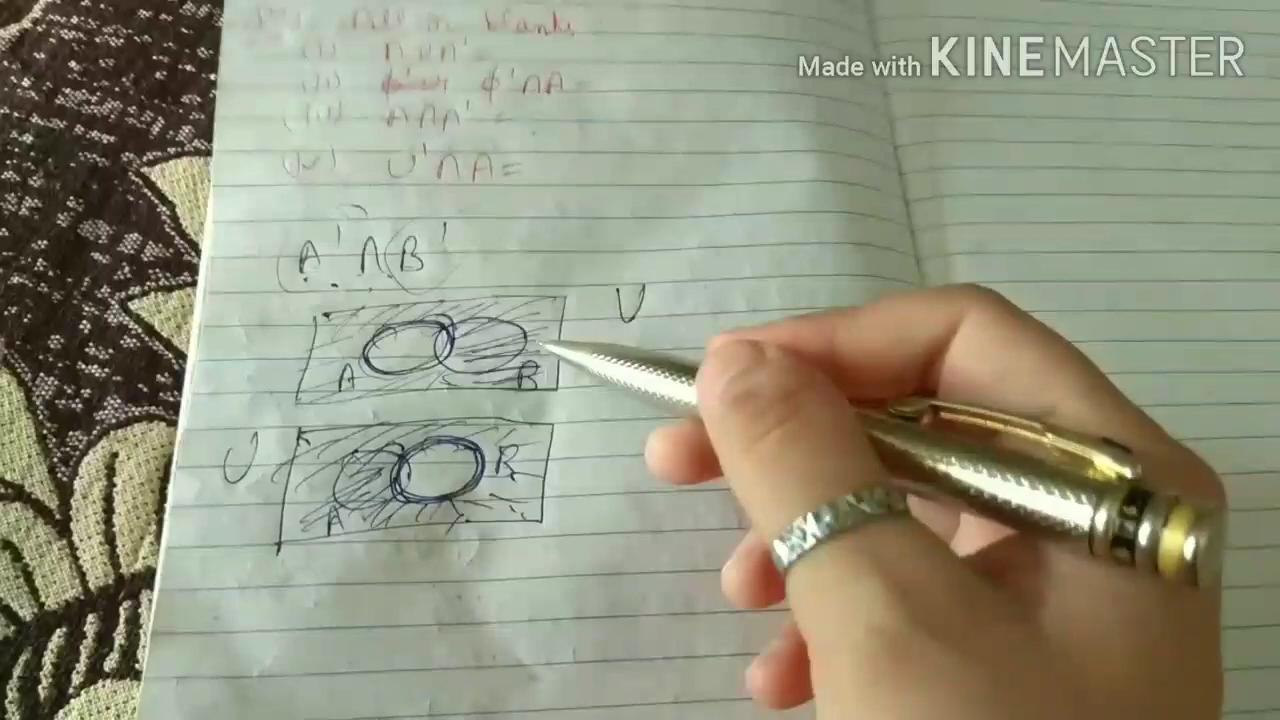 Made with KINEMASTER
Fill in blanks
(i) A ∪ A' =
(ii) φ' ∩ A =
(iii) A ∩ A' =
(iv) U' ∩ A =
A' ∩ B'
U
A B
U B
A